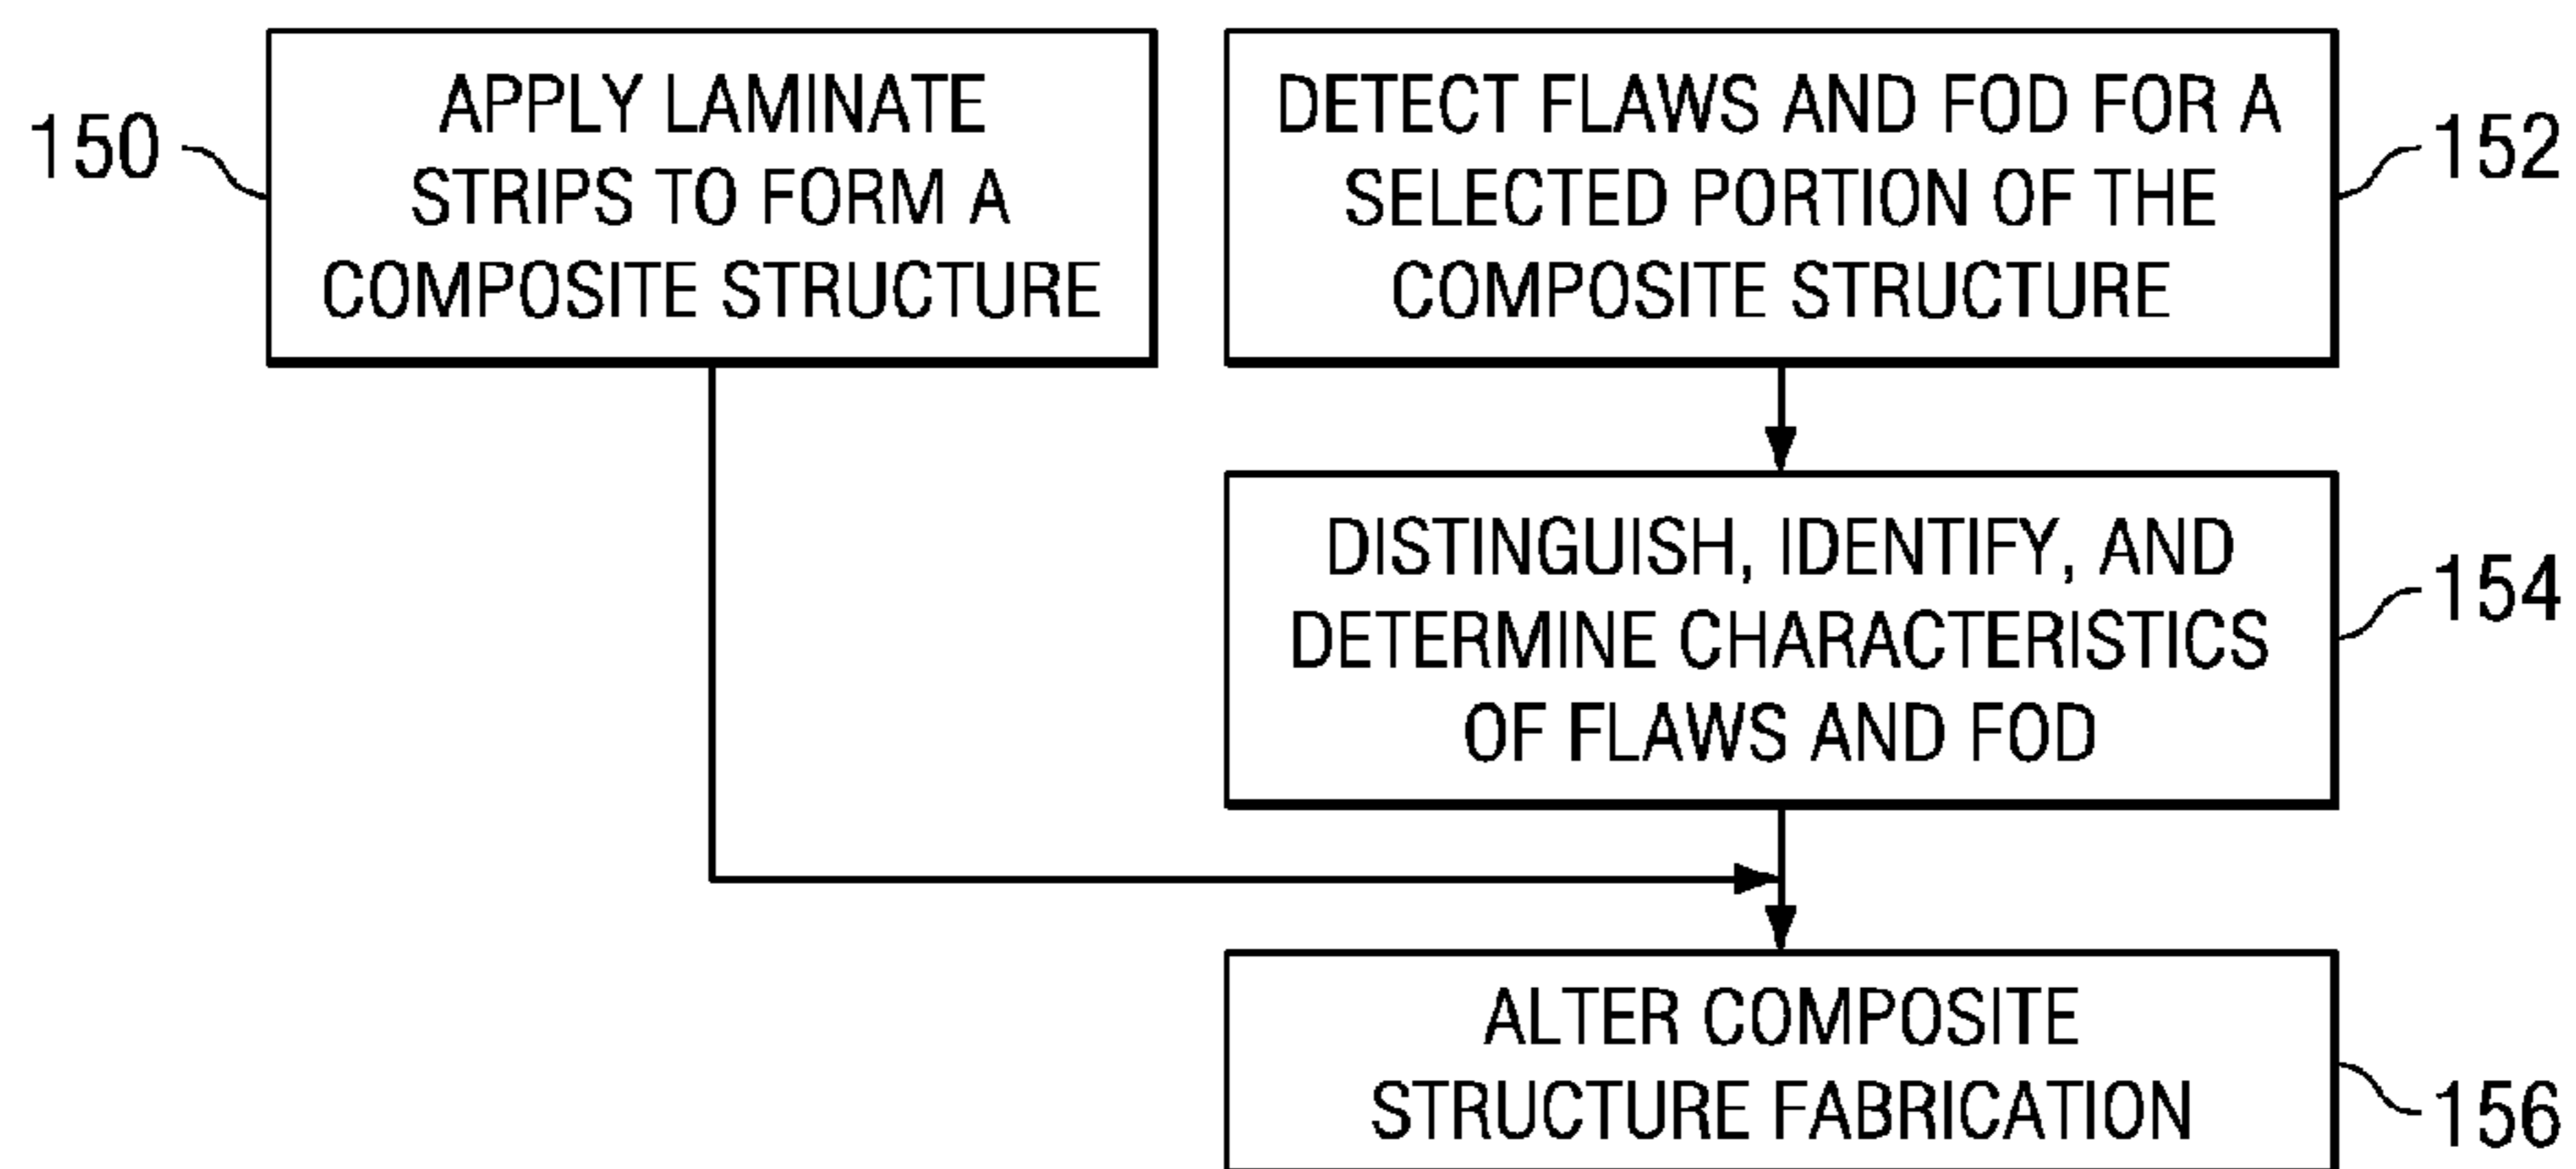 150
APPLY LAMINATE
STRIPS TO FORM A
COMPOSITE STRUCTURE
DETECT FLAWS AND FOD FOR A
SELECTED PORTION OF THE
COMPOSITE STRUCTURE
152
DISTINGUISH, IDENTIFY, AND
DETERMINE CHARACTERISTICS
OF FLAWS AND FOD
154
ALTER COMPOSITE
STRUCTURE FABRICATION
156